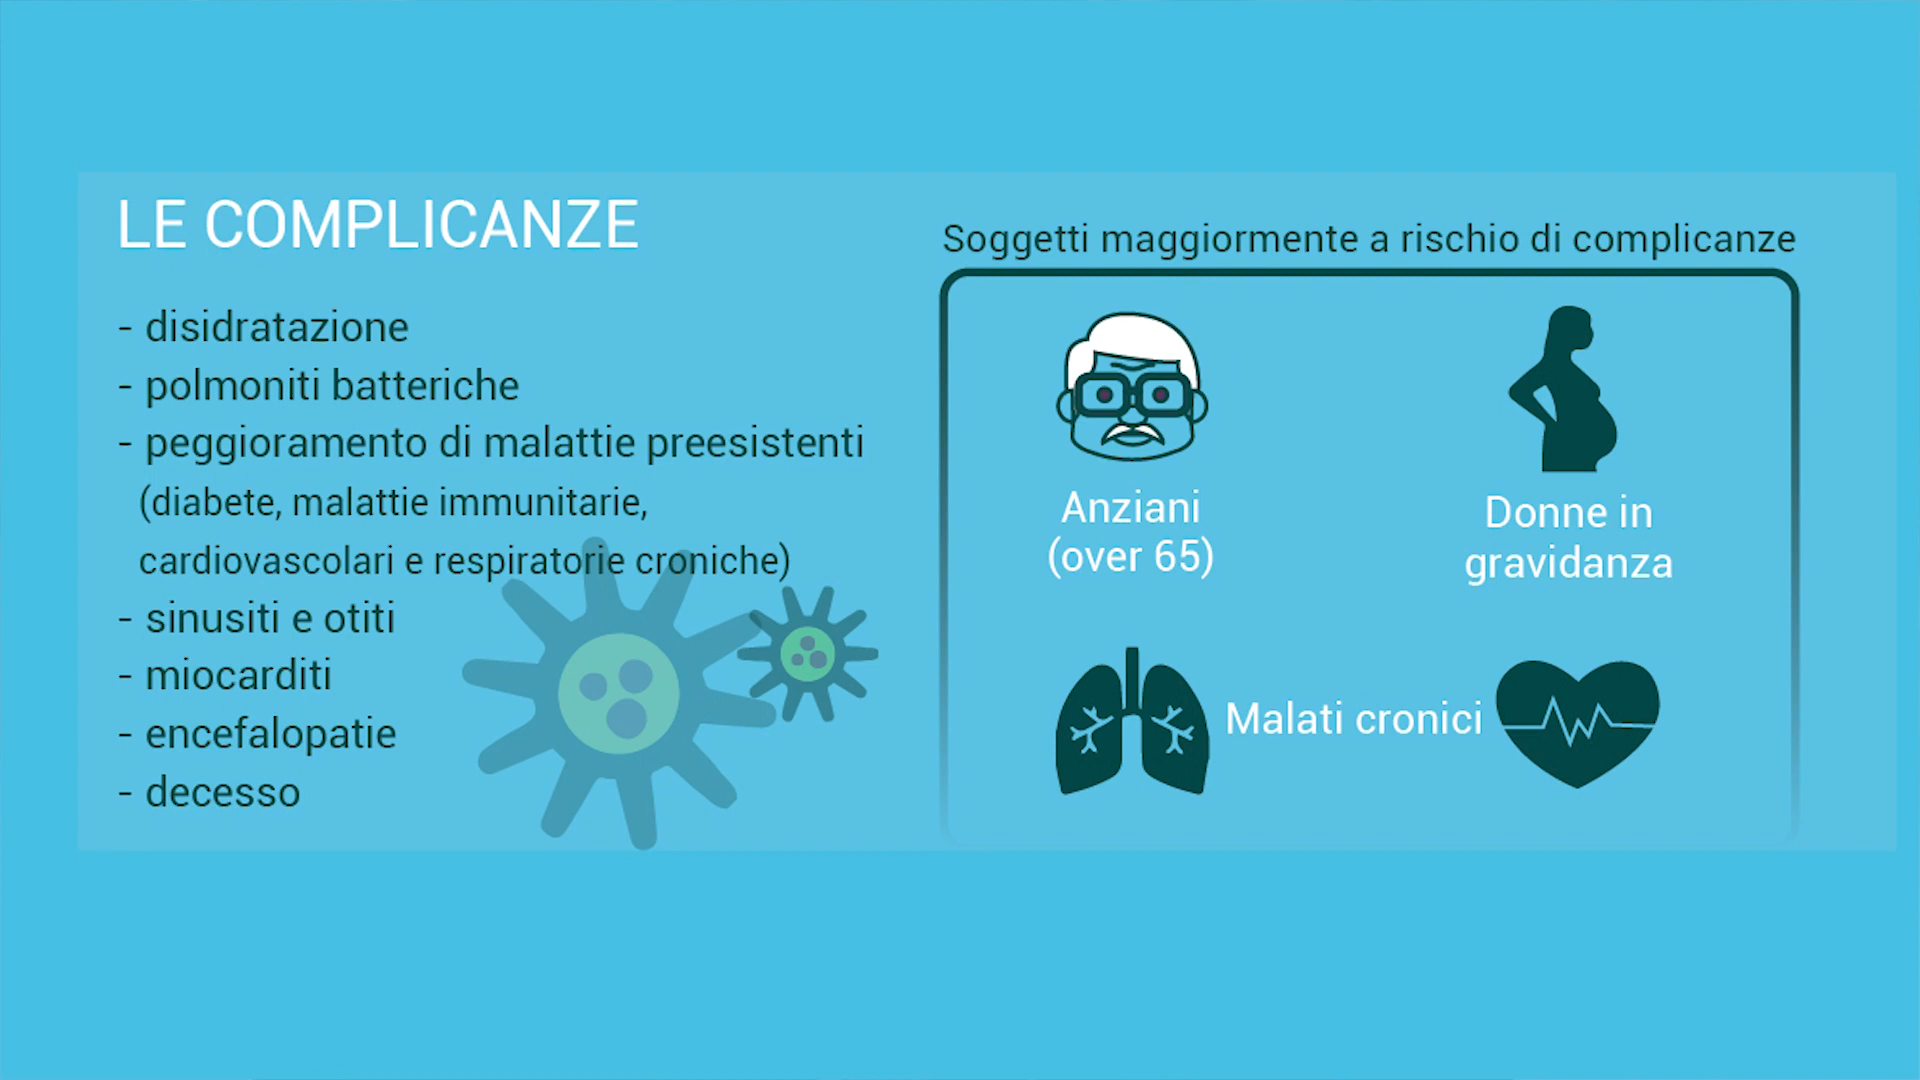 LE COMPLICANZE
- disidratazione
- polmoniti batteriche
- peggioramento di malattie preesistenti
(diabete, malattie immunitarie,
cardiovascolari e respiratorie croniche)
- sinusiti e otiti
- miocarditi
- encefalopatie
- decesso
Soggetti maggiormente a rischio di complicanze
Anziani
(over 65)
Donne in
gravidanza
Malati cronici